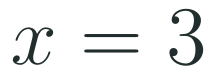 x = 3